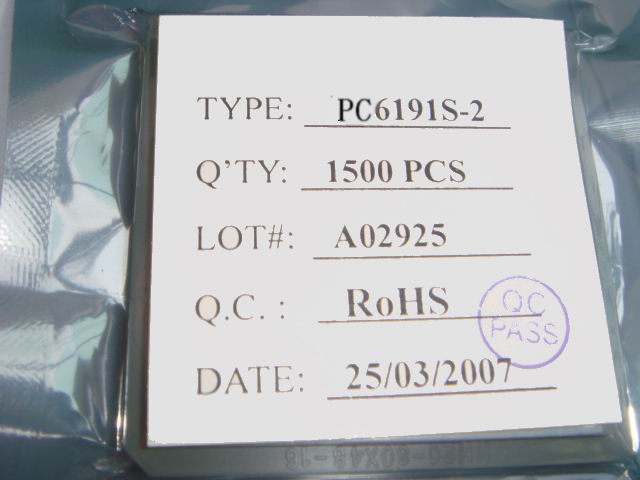 TYPE: PC6191S-2
Q'TY: 1500 PCS
LOT#: A02925
Q.C. : RoHS
QC
PASS
DATE: 25/03/2007